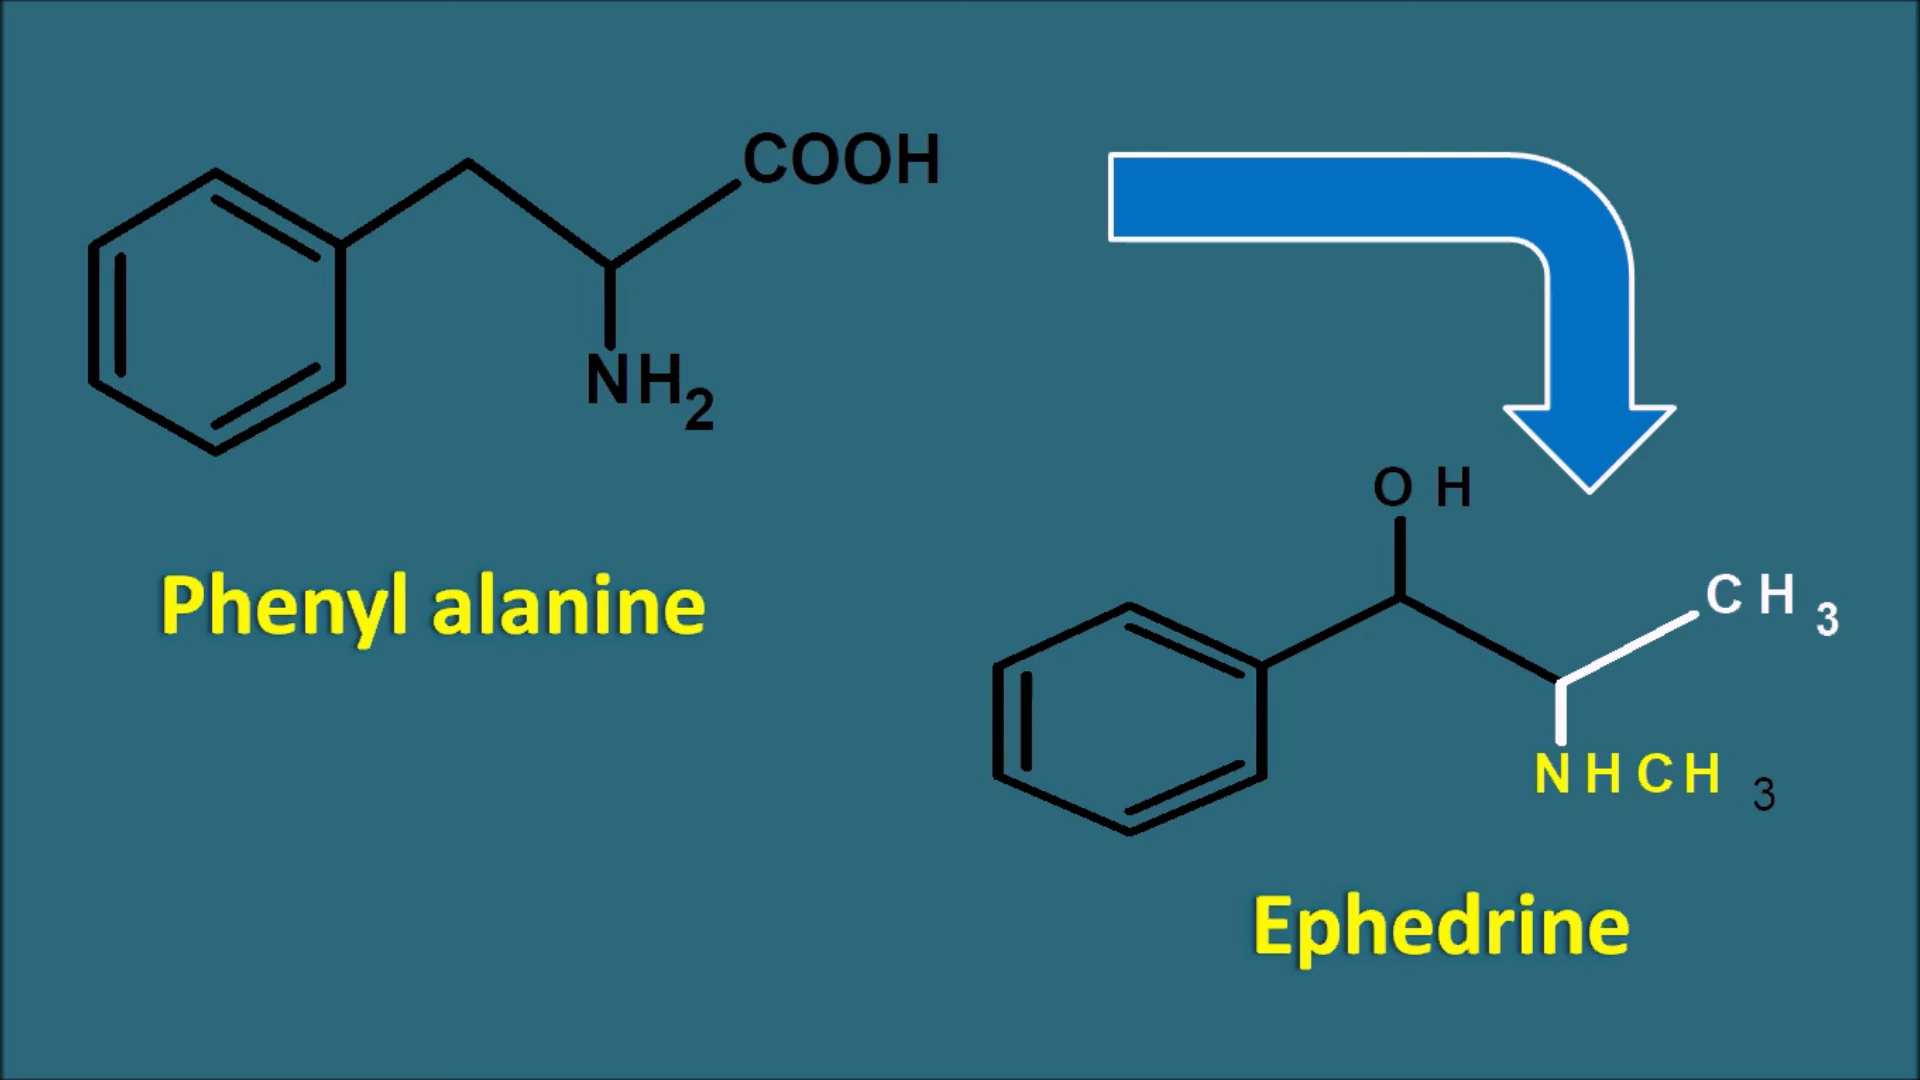 COOH
NH2
Phenyl alanine
OH
CH3
NHCH3
Ephedrine